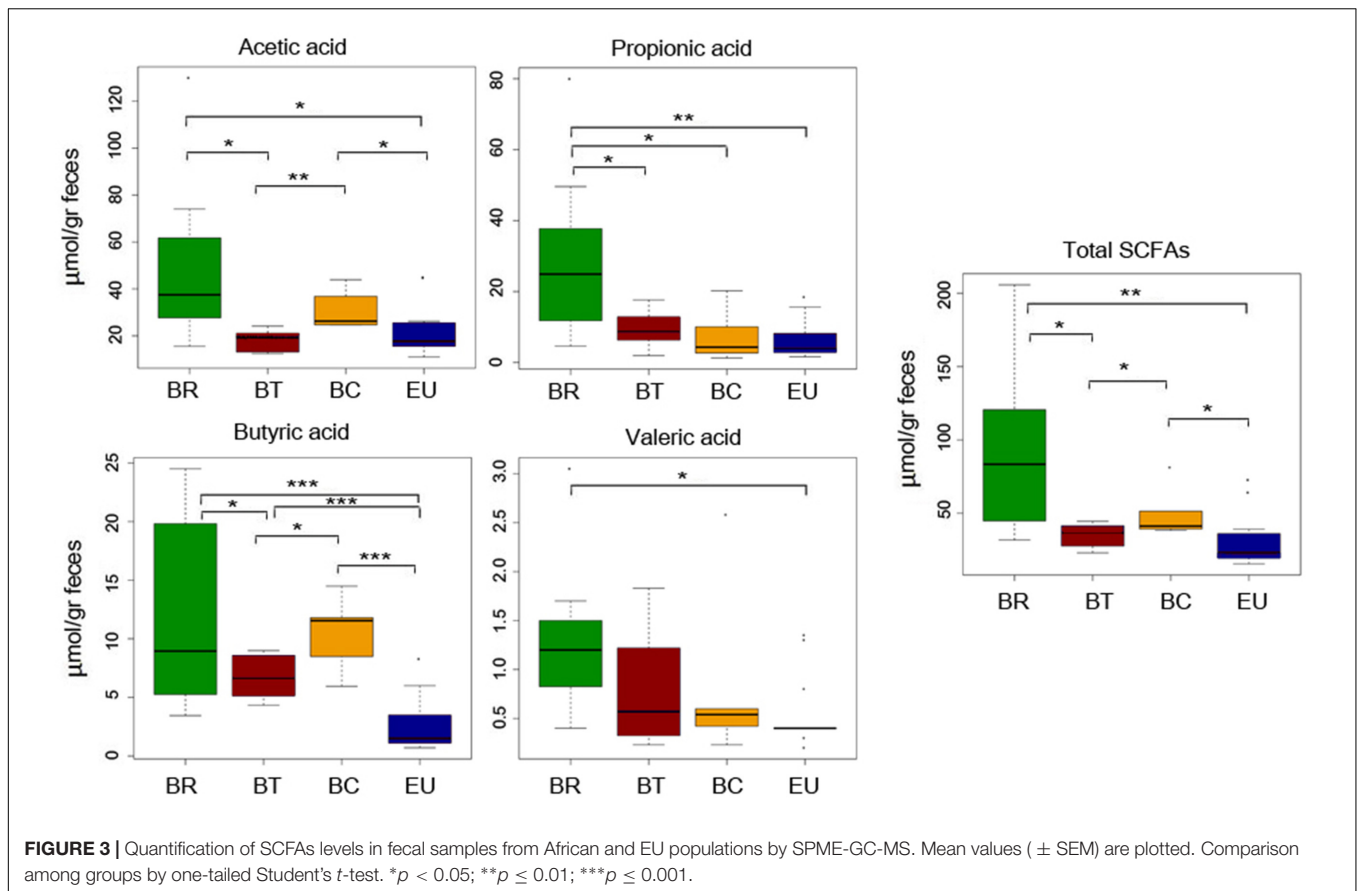 Acetic acid
μmol/gr feces
120
100
80
60
40
20
*
*
**
*
BR BT BC EU
Propionic acid
80
60
40
20
0
**
*
*
BR BT BC EU
Butyric acid
μmol/gr feces
25
20
15
10
5
0
***
***
*
*
***
BR BT BC EU
Valeric acid
3.0
2.5
2.0
1.5
1.0
0.5
*
BR BT BC EU
Total SCFAs
μmol/gr feces
200
150
100
50
**
*
*
*
BR BT BC EU
FIGURE 3 | Quantification of SCFAs levels in fecal samples from African and EU populations by SPME-GC-MS. Mean values ( ± SEM) are plotted. Comparison
among groups by one-tailed Student's t-test. *p < 0.05; **p ≤ 0.01; ***p ≤ 0.001.